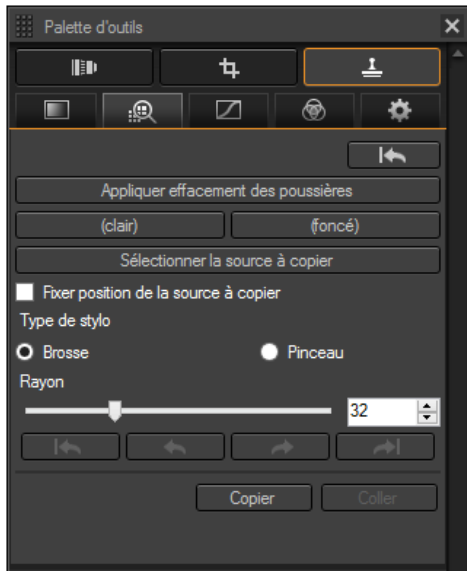 Palette d'outils
Appliquer effacement des poussières
(clair) (foncé)
Sélectionner la source à copier
Fixer position de la source à copier
Type de stylo
Brosse Pinceau
Rayon
32
Copier Coller